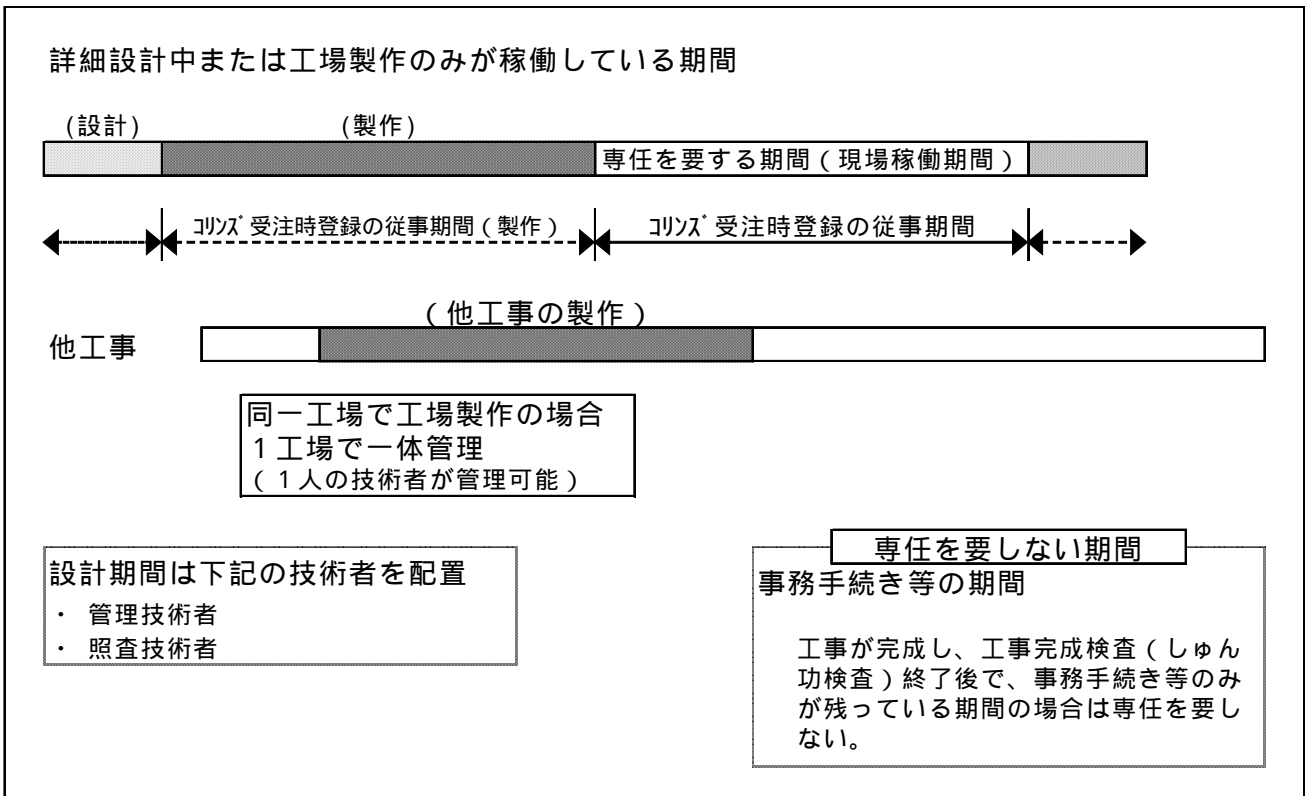 詳細設計中または工場製作のみが稼働している期間
(設計)
(製作)
専任を要する期間（現場稼働期間）
ｺﾘﾝｽﾞ受注時登録の従事期間（製作）
ｺﾘﾝｽﾞ受注時登録の従事期間
（他工事の製作）
他工事
同一工場で工場製作の場合
１工場で一体管理
（１人の技術者が管理可能）
設計期間は下記の技術者を配置
・ 管理技術者
・ 照査技術者
専任を要しない期間
事務手続き等の期間
工事が完成し、工事完成検査（しゅん
功検査）終了後で、事務手続き等のみ
が残っている期間の場合は専任を要し
ない。